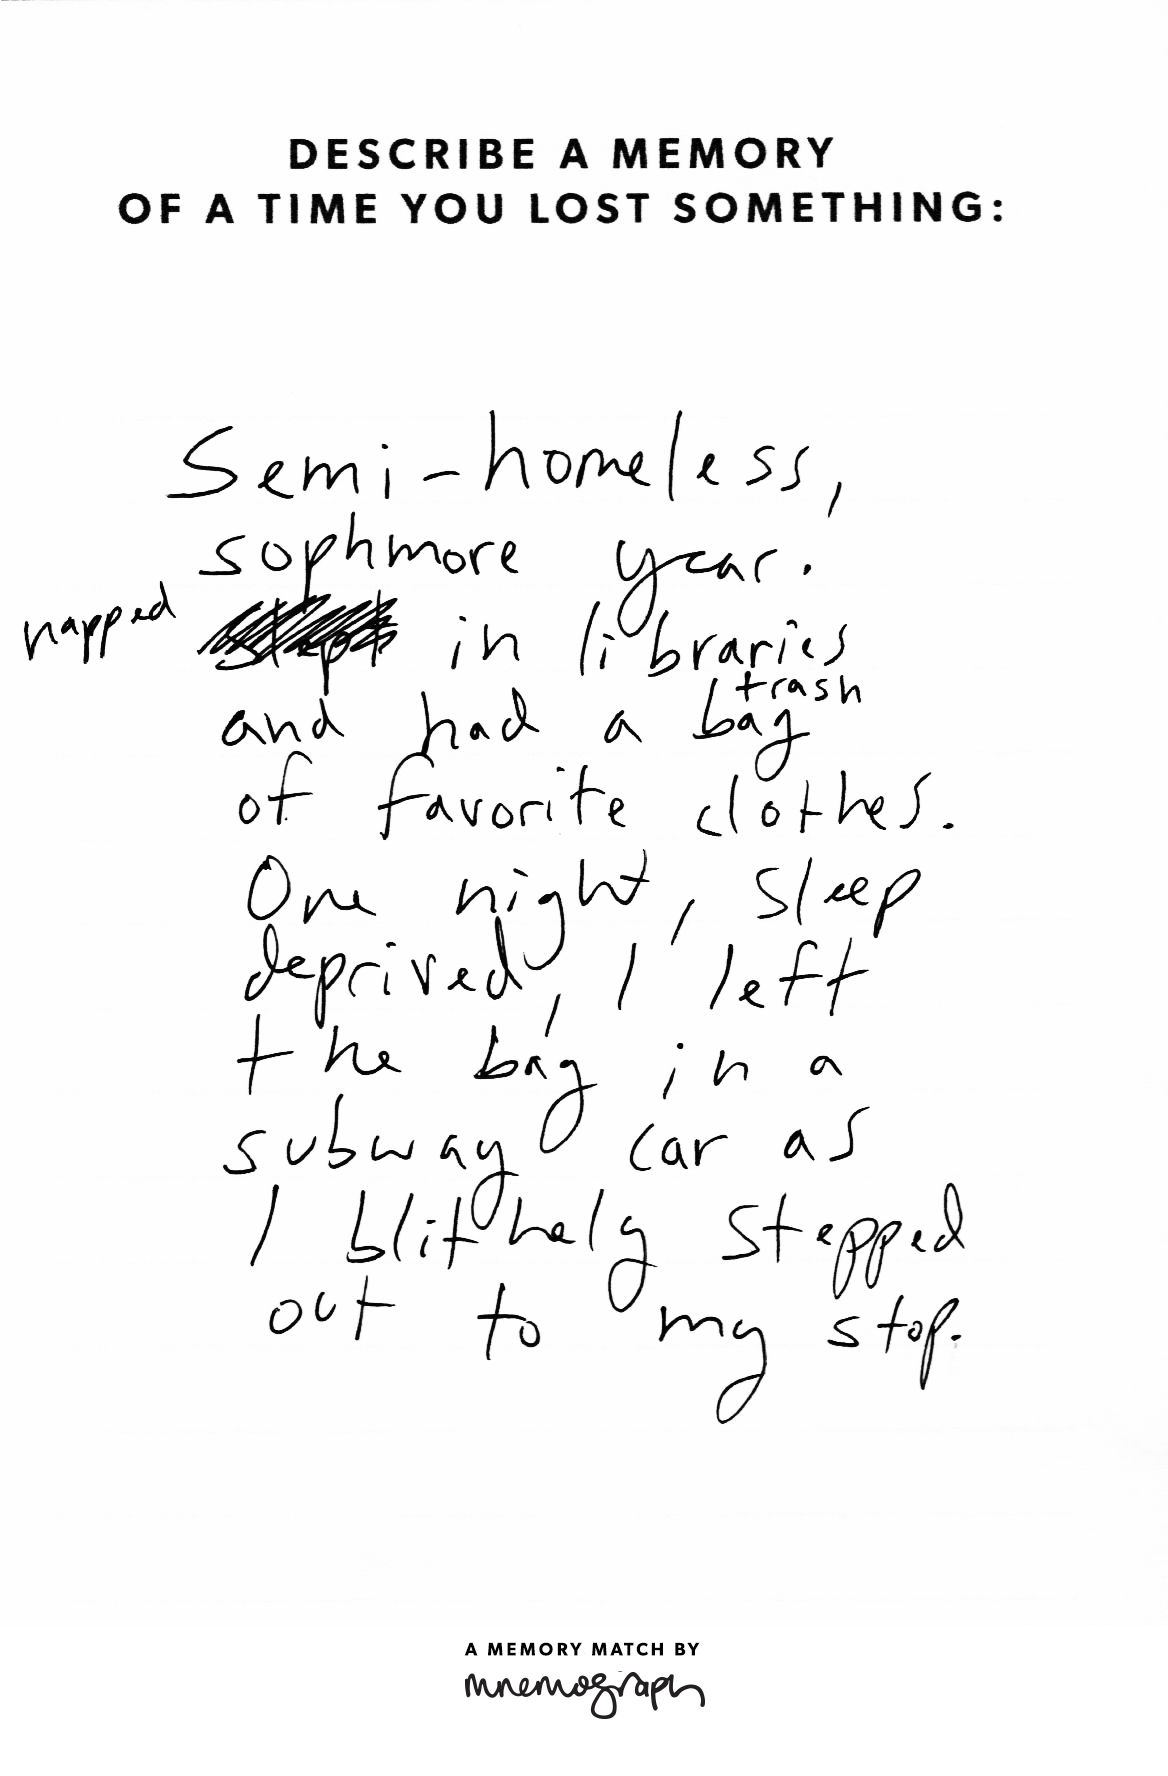 DESCRIBE A MEMORY
OF A TIME YOU LOST SOMETHING:
Semi-homeless,
sophmore year.
napped slept in libraries
trash
and had a bag
of favorite clothes.
One night, sleep
deprived, I left
the bag in a
subway car as
I blithely stepped
out to my stop.
A MEMORY MATCH BY
mnemograph